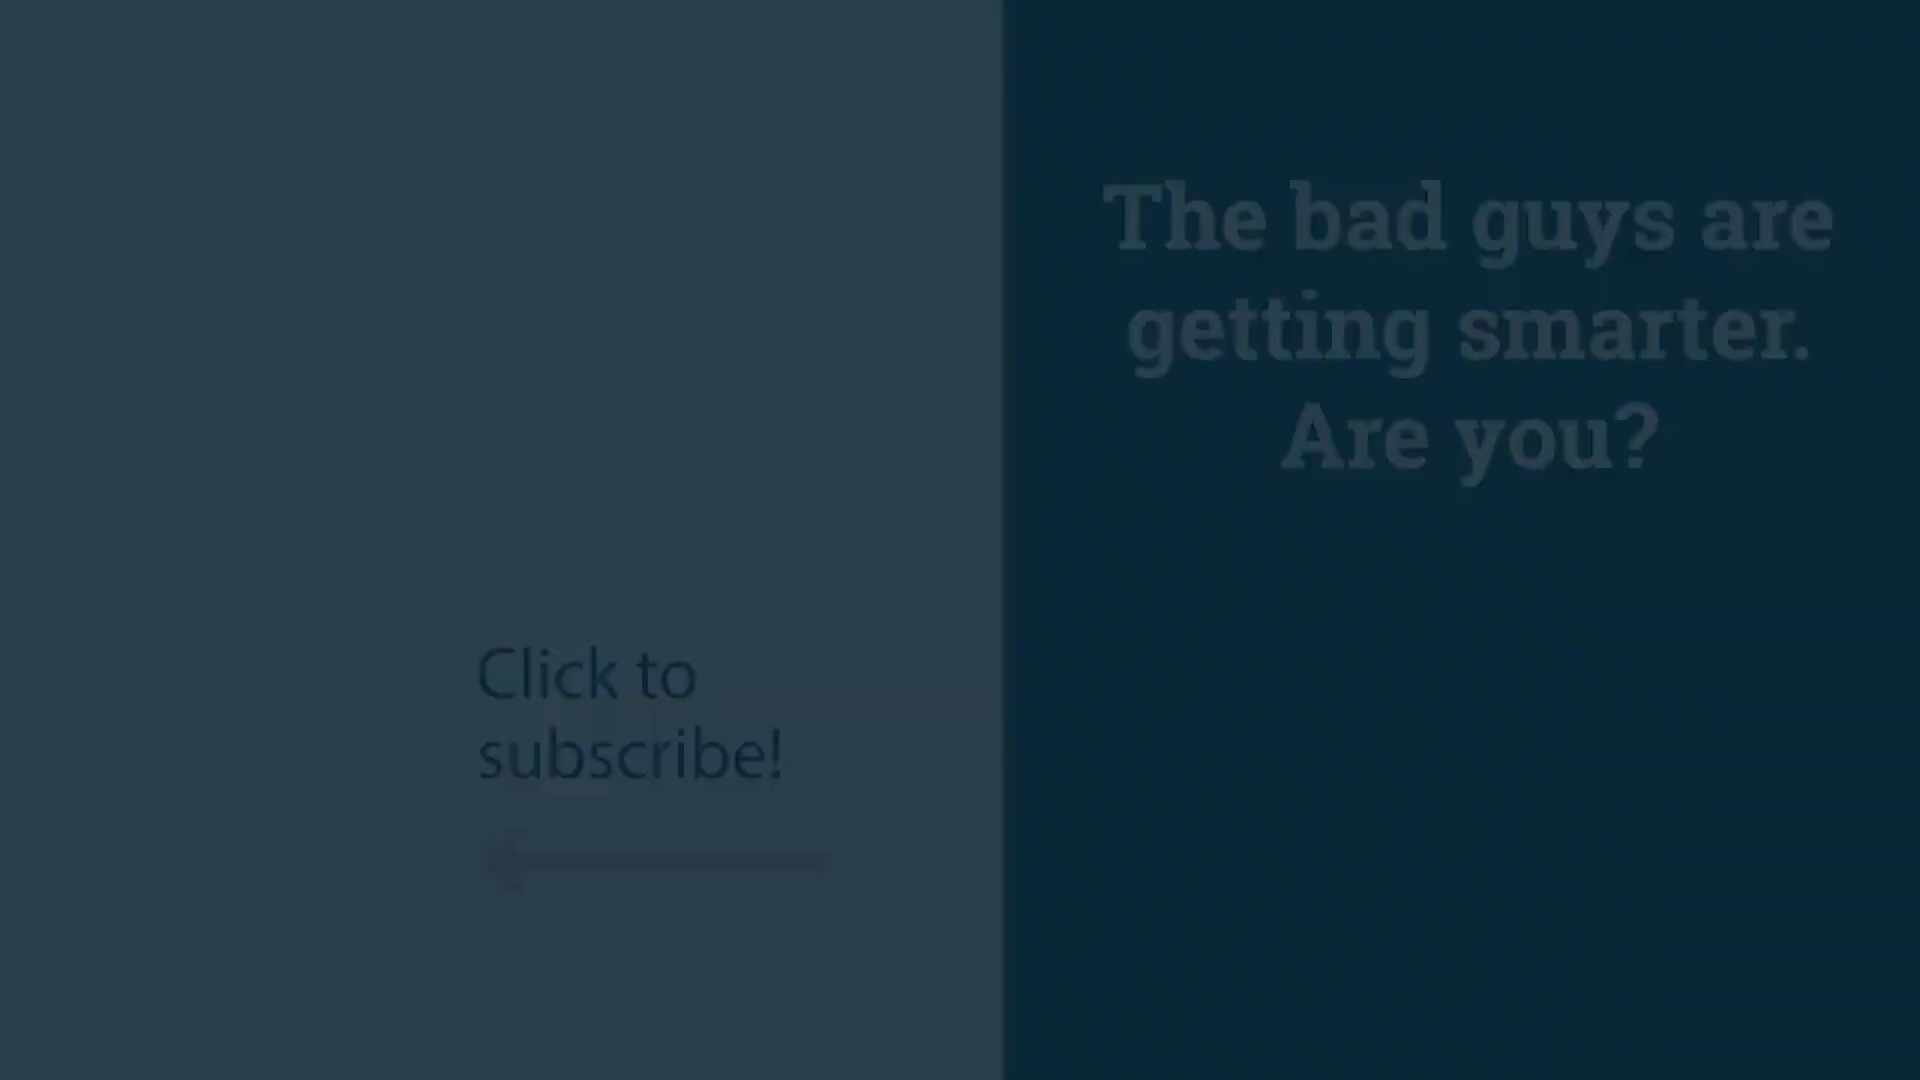 The bad guys are
getting smarter.
Are you?
Click to
subscribe!